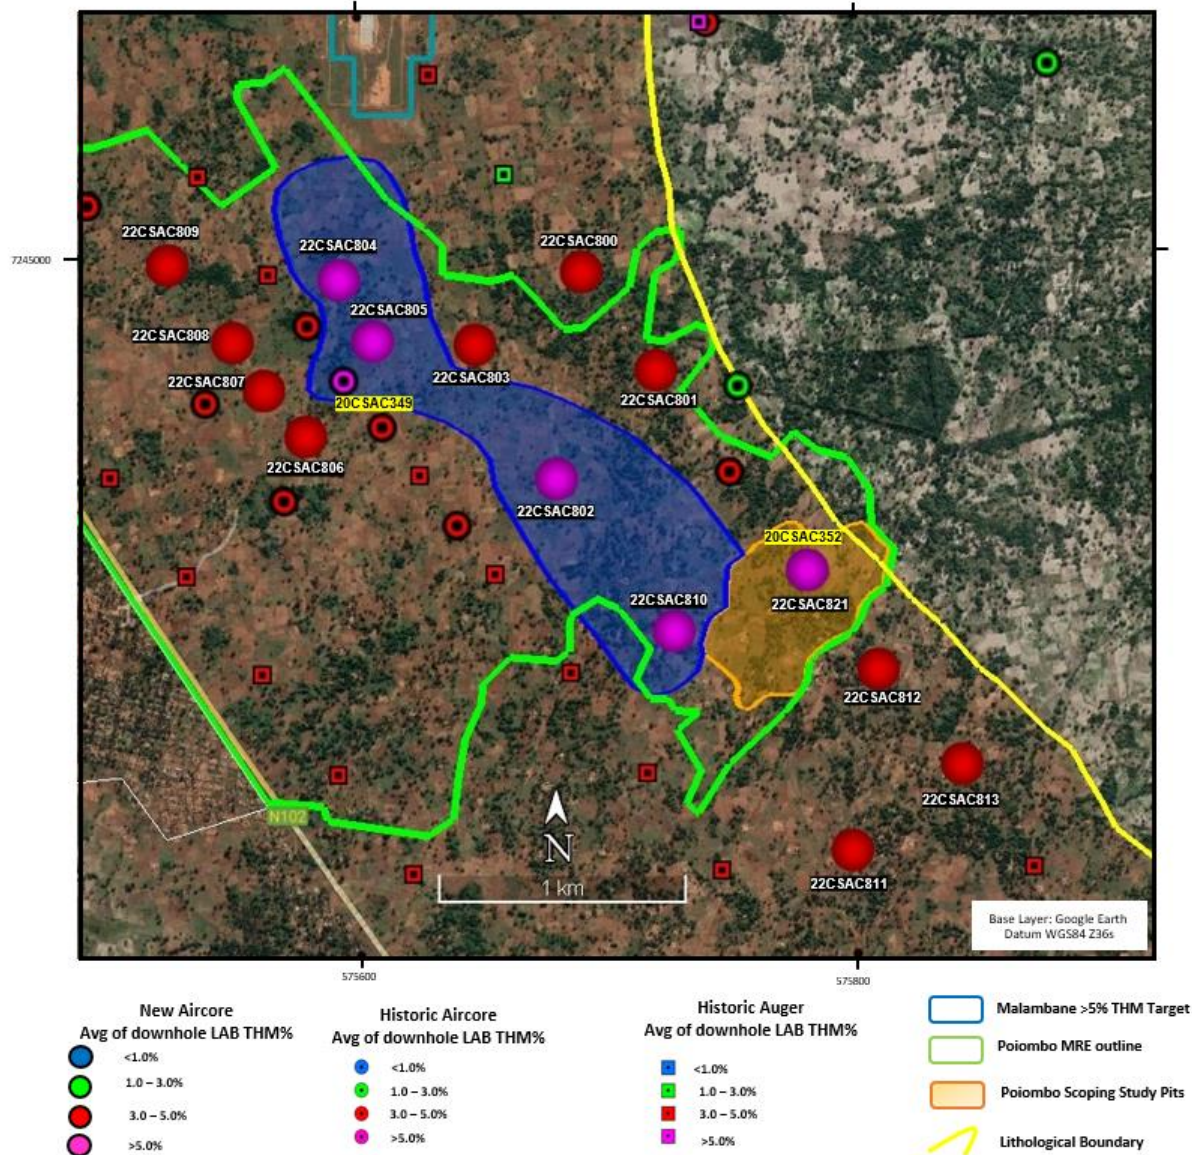 22CSAC809
22CSAC804
22CSAC800
7245000
22CSAC805
22CSAC808
22CSAC807
22CSAC803
20CSAC349
22CSAC801
22CSAC806
22CSAC802
20CSAC352
22CSAC810
22CSAC821
22CSAC812
22CSAC813
N102
N
22CSAC811
1 km
Base Layer: Google Earth
Datum WGS84 Z36s
575600
575800
New Aircore
Avg of downhole LAB THM%
<1.0%
1.0 – 3.0%
3.0 – 5.0%
>5.0%
Historic Aircore
Avg of downhole LAB THM%
<1.0%
1.0 – 3.0%
3.0 – 5.0%
>5.0%
Historic Auger
Avg of downhole LAB THM%
<1.0%
1.0 – 3.0%
3.0 – 5.0%
>5.0%
Malambane >5% THM Target
Poiombo MRE outline
Poiombo Scoping Study Pits
Lithological Boundary